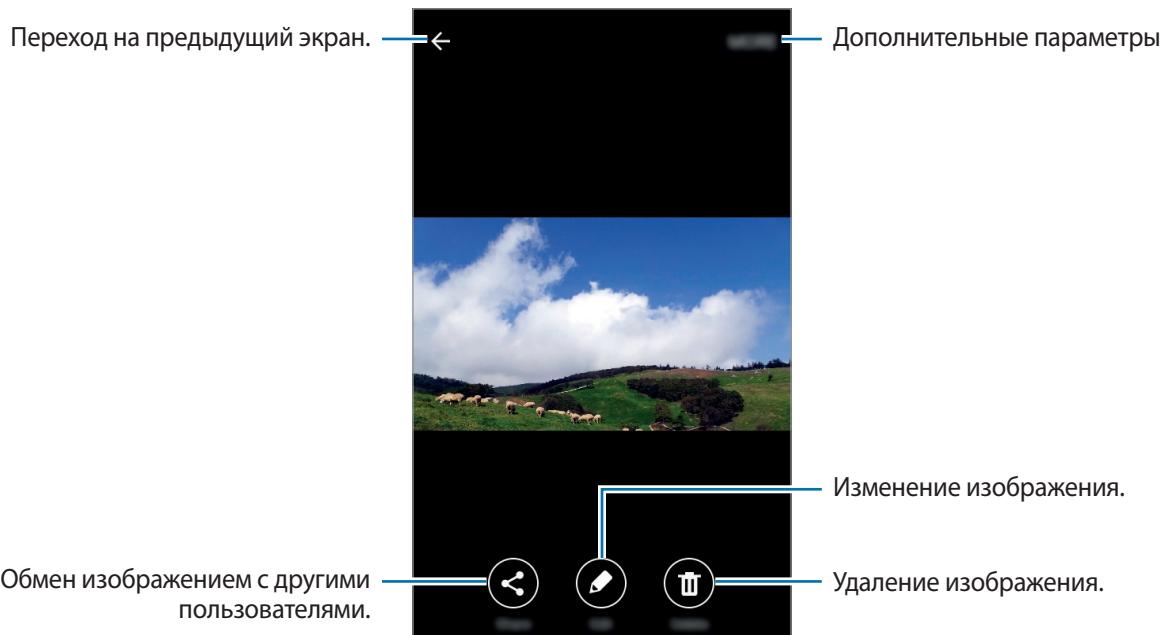 Переход на предыдущий экран.
Дополнительные параметры
Изменение изображения.
Обмен изображением с другими
пользователями.
Удаление изображения.